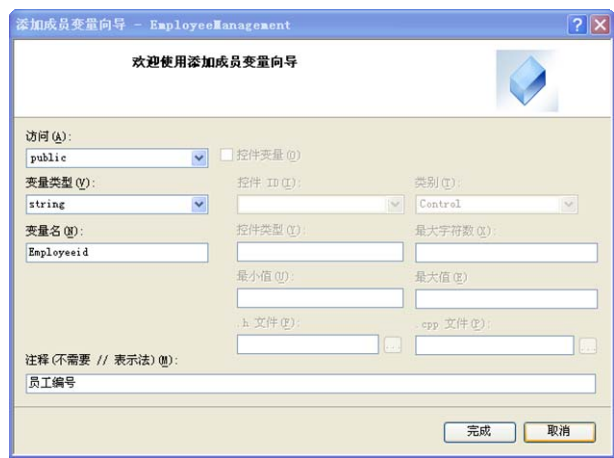 添加成员变量向导 - EmployeeManagement
欢迎使用添加成员变量向导
访问(A):
public
控件变量(O)
变量类型(V):
控件 ID(I):
类别(T):
string
Control
变量名(N):
控件类型(Y):
最大字符数(X):
Employeeid
最小值(U):
最大值(E)
.h 文件(F):
.cpp 文件(P):
...
...
注释(不需要 // 表示法)(M):
员工编号
完成
取消